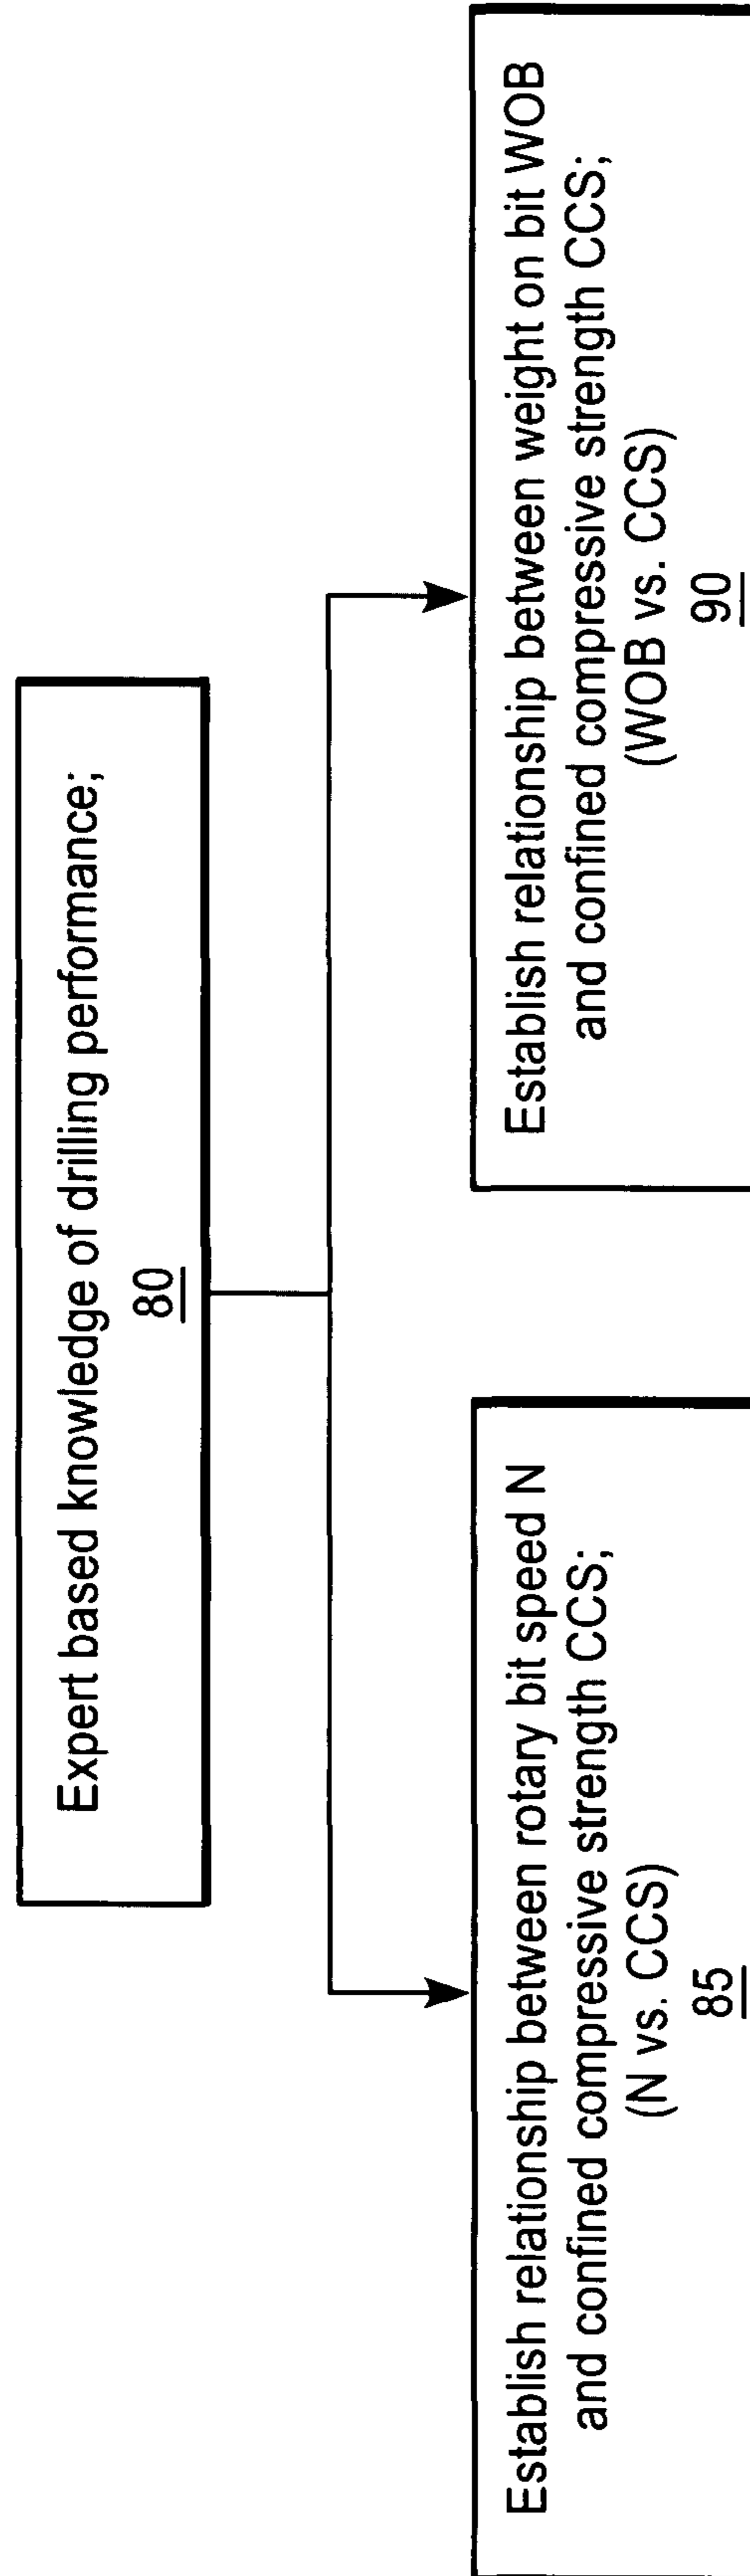 Expert based knowledge of drilling performance;
80
Establish relationship between rotary bit speed N
and confined compressive strength CCS;
(N vs. CCS)
85
Establish relationship between weight on bit WOB
and confined compressive strength CCS;
(WOB vs. CCS)
90